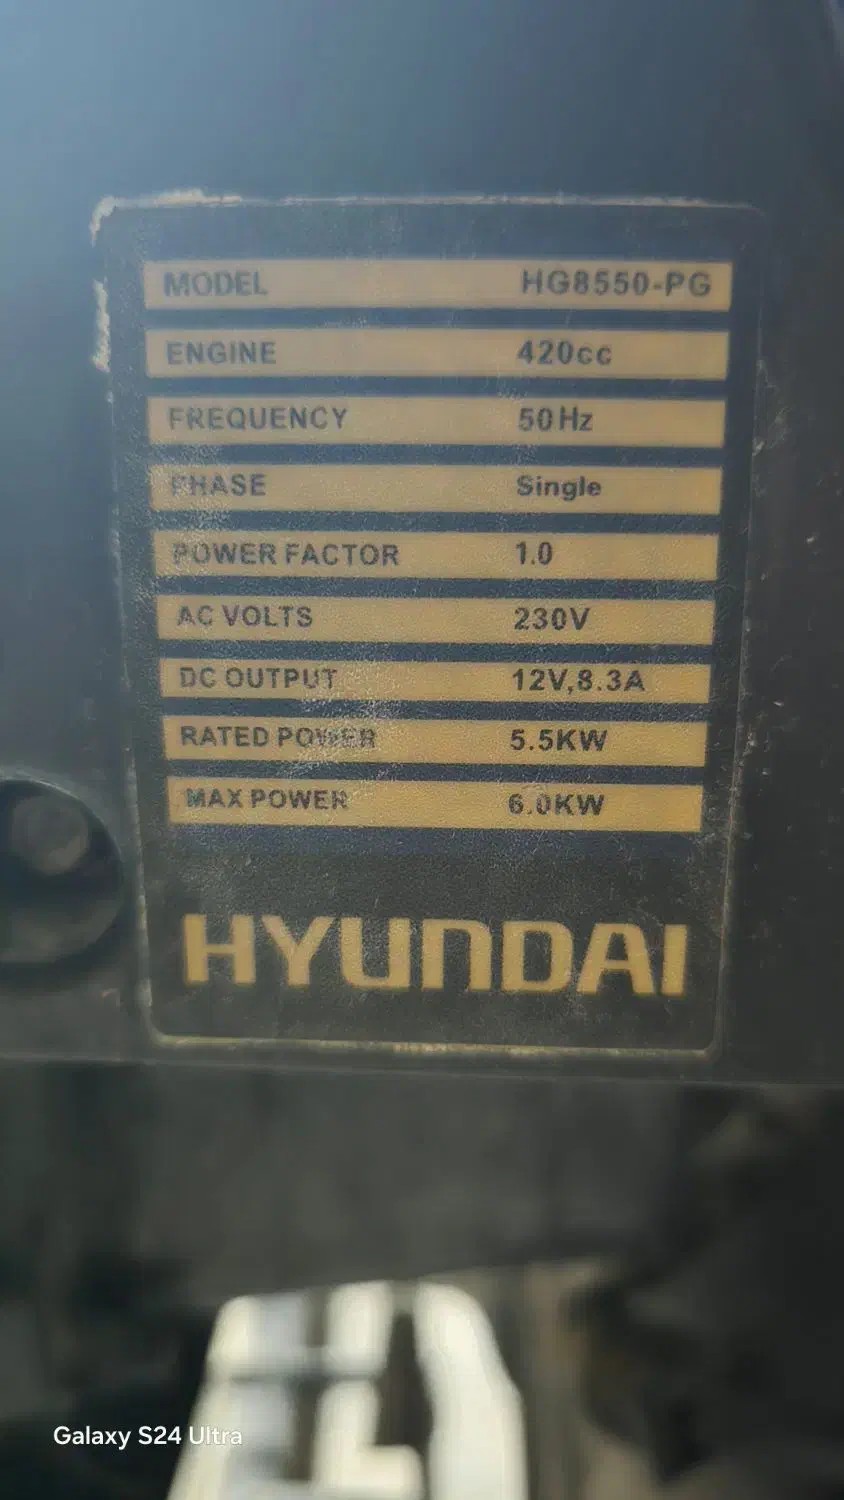 MODEL HG8550-PG
ENGINE 420cc
FREQUENCY 50Hz
PHASE Single
POWER FACTOR 1.0
AC VOLTS 230V
DC OUTPUT 12V,8.3A
RATED POWER 5.5KW
MAX POWER 6.0KW
HYUNDAI
Galaxy S24 Ultra